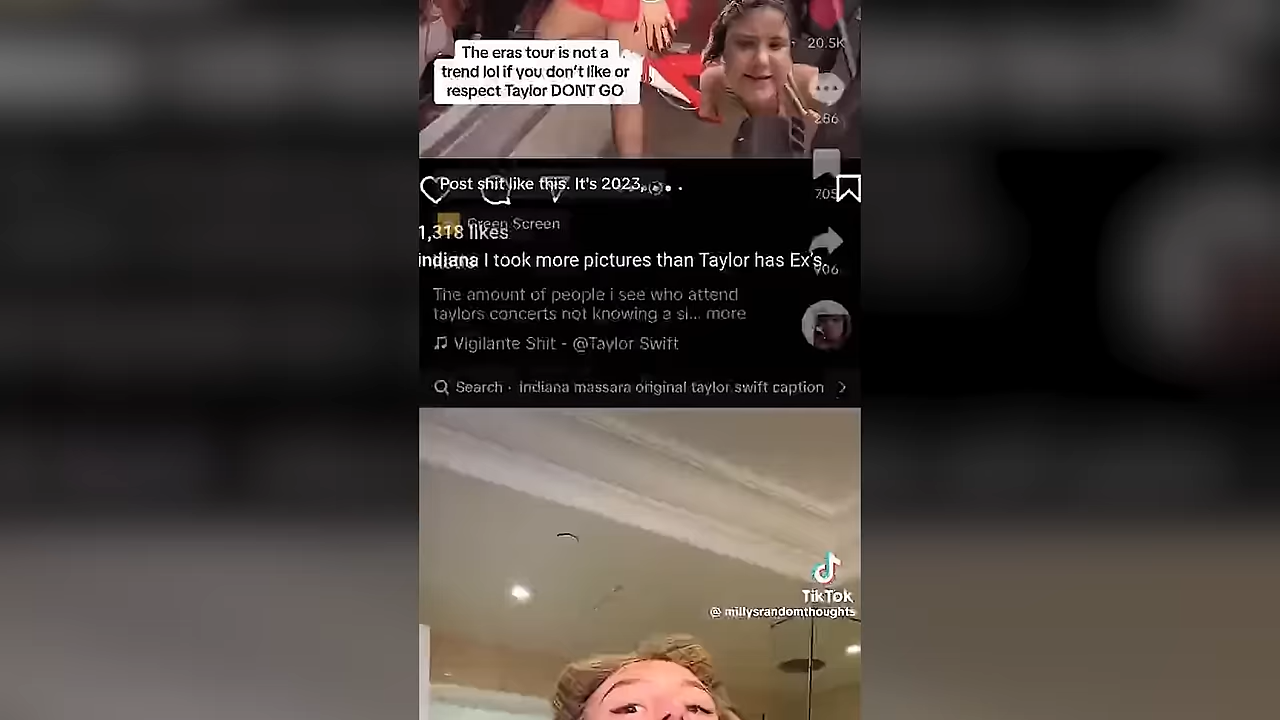 20.5K
The eras tour is not a
trend lol if you don't like or
respect Taylor DONT GO
286
Post shit like this. It's 2023,
705
Green Screen
1,318 likes
indiana I took more pictures than Taylor has Ex's.
906
The amount of people i see who attend
taylors concerts not knowing a si... more
Vigilante Shit - @Taylor Swift
Search · indiana massara original taylor swift caption
TikTok
@ millysrandomthoughts